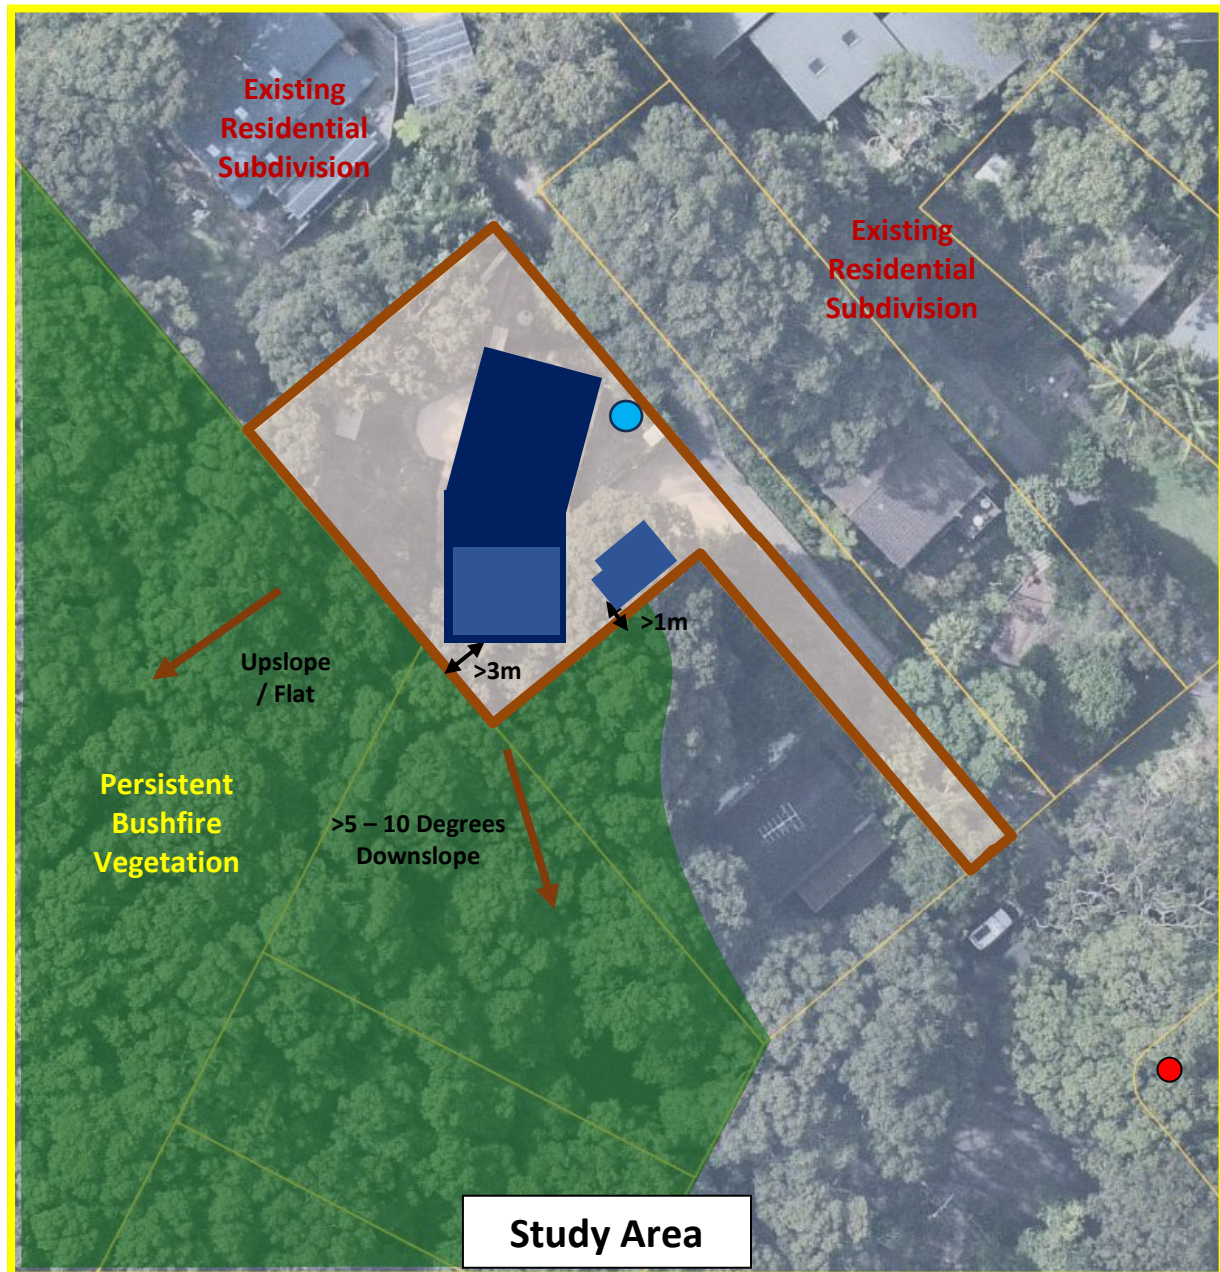 Existing
Residential
Subdivision
Existing
Residential
Subdivision
>1m
>3m
Upslope
/ Flat
Persistent
Bushfire
Vegetation
>5 – 10 Degrees
Downslope
Study Area